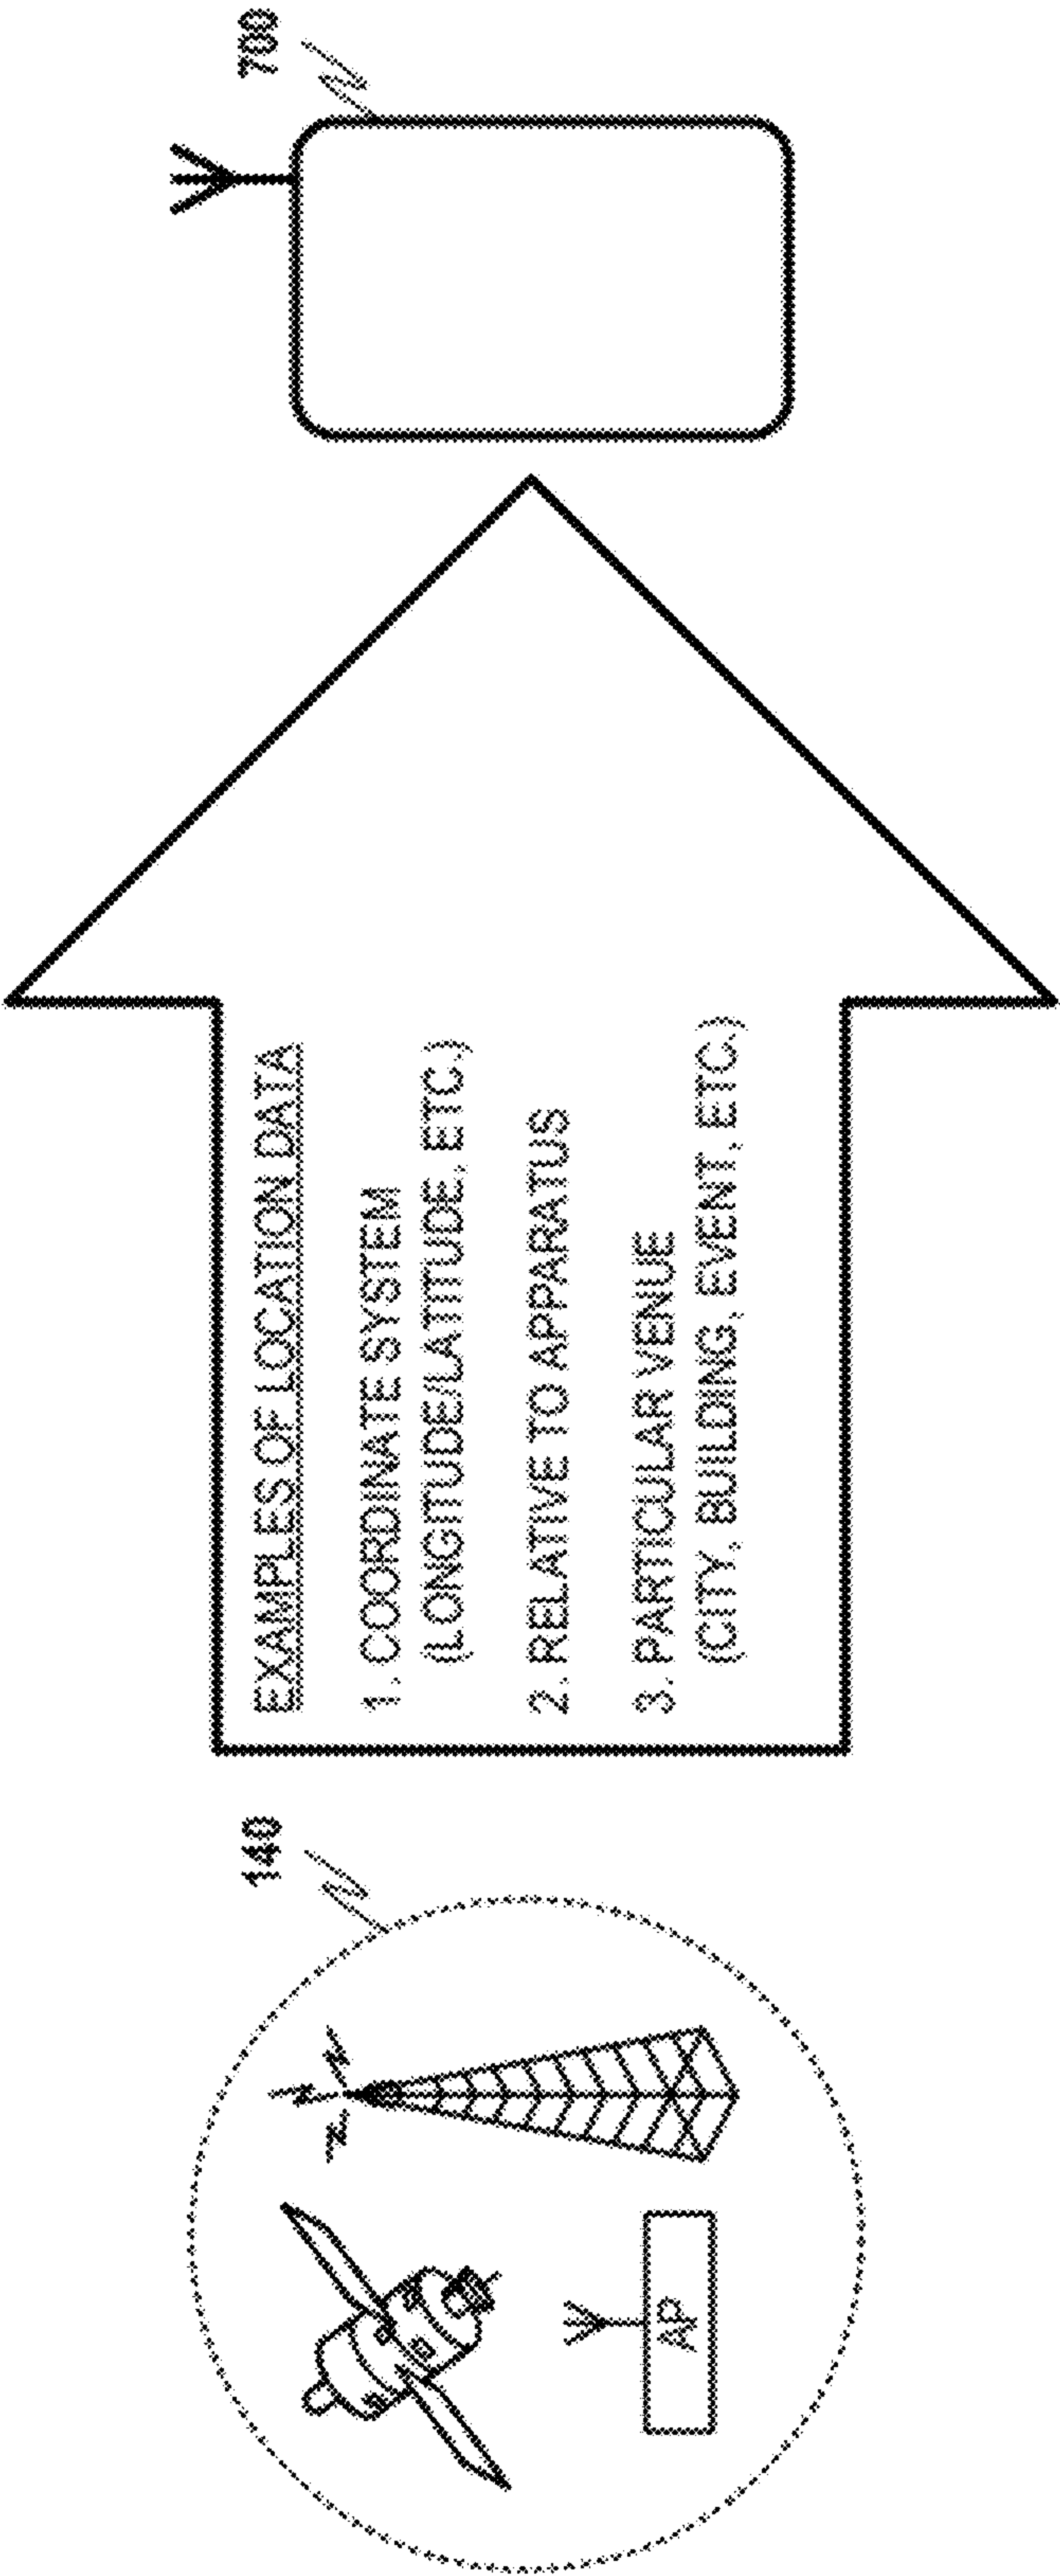 140
AP
EXAMPLES OF LOCATION DATA
1. COORDINATE SYSTEM
(LONGITUDE/LATITUDE, ETC.)
2. RELATIVE TO APPARATUS
3. PARTICULAR VENUE
(CITY, BUILDING, EVENT, ETC.)
700